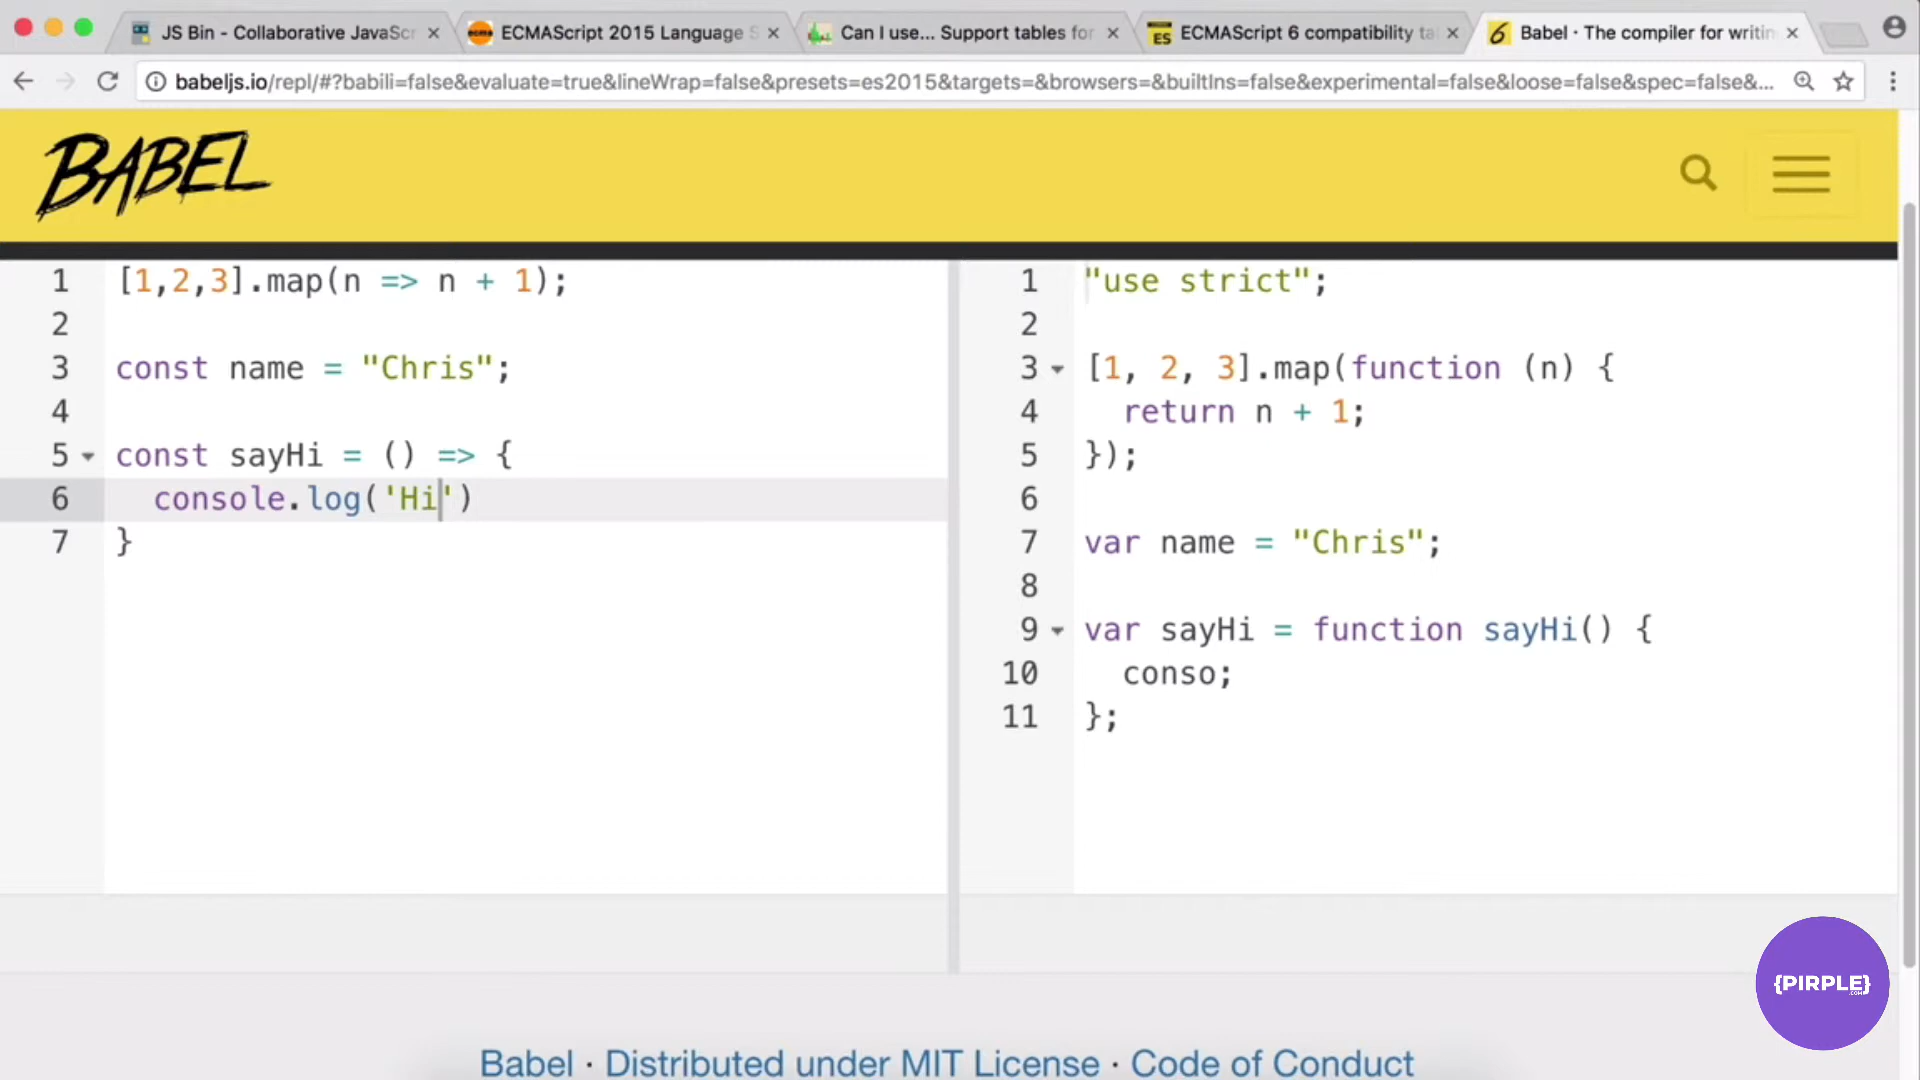 JS Bin - Collaborative JavaScr
ECMAScript 2015 Language S
Can I use... Support tables for
ES
ECMAScript 6 compatibility ta
6
Babel · The compiler for writin
babeljs.io/repl/#?babili=false&evaluate=true&lineWrap=false&presets=es2015&targets=&browsers=&builtIns=false&experimental=false&loose=false&spec=false&...
BABEL
1 [1,2,3].map(n => n + 1);
2
3 const name = "Chris";
4
5 const sayHi = () => {
6 console.log('Hi')
7 }
1 "use strict";
2
3 [1, 2, 3].map(function (n) {
4 return n + 1;
5 });
6
7 var name = "Chris";
8
9 var sayHi = function sayHi() {
10 conso;
11 };
{PIRPLE}
.COM
Babel · Distributed under MIT License · Code of Conduct